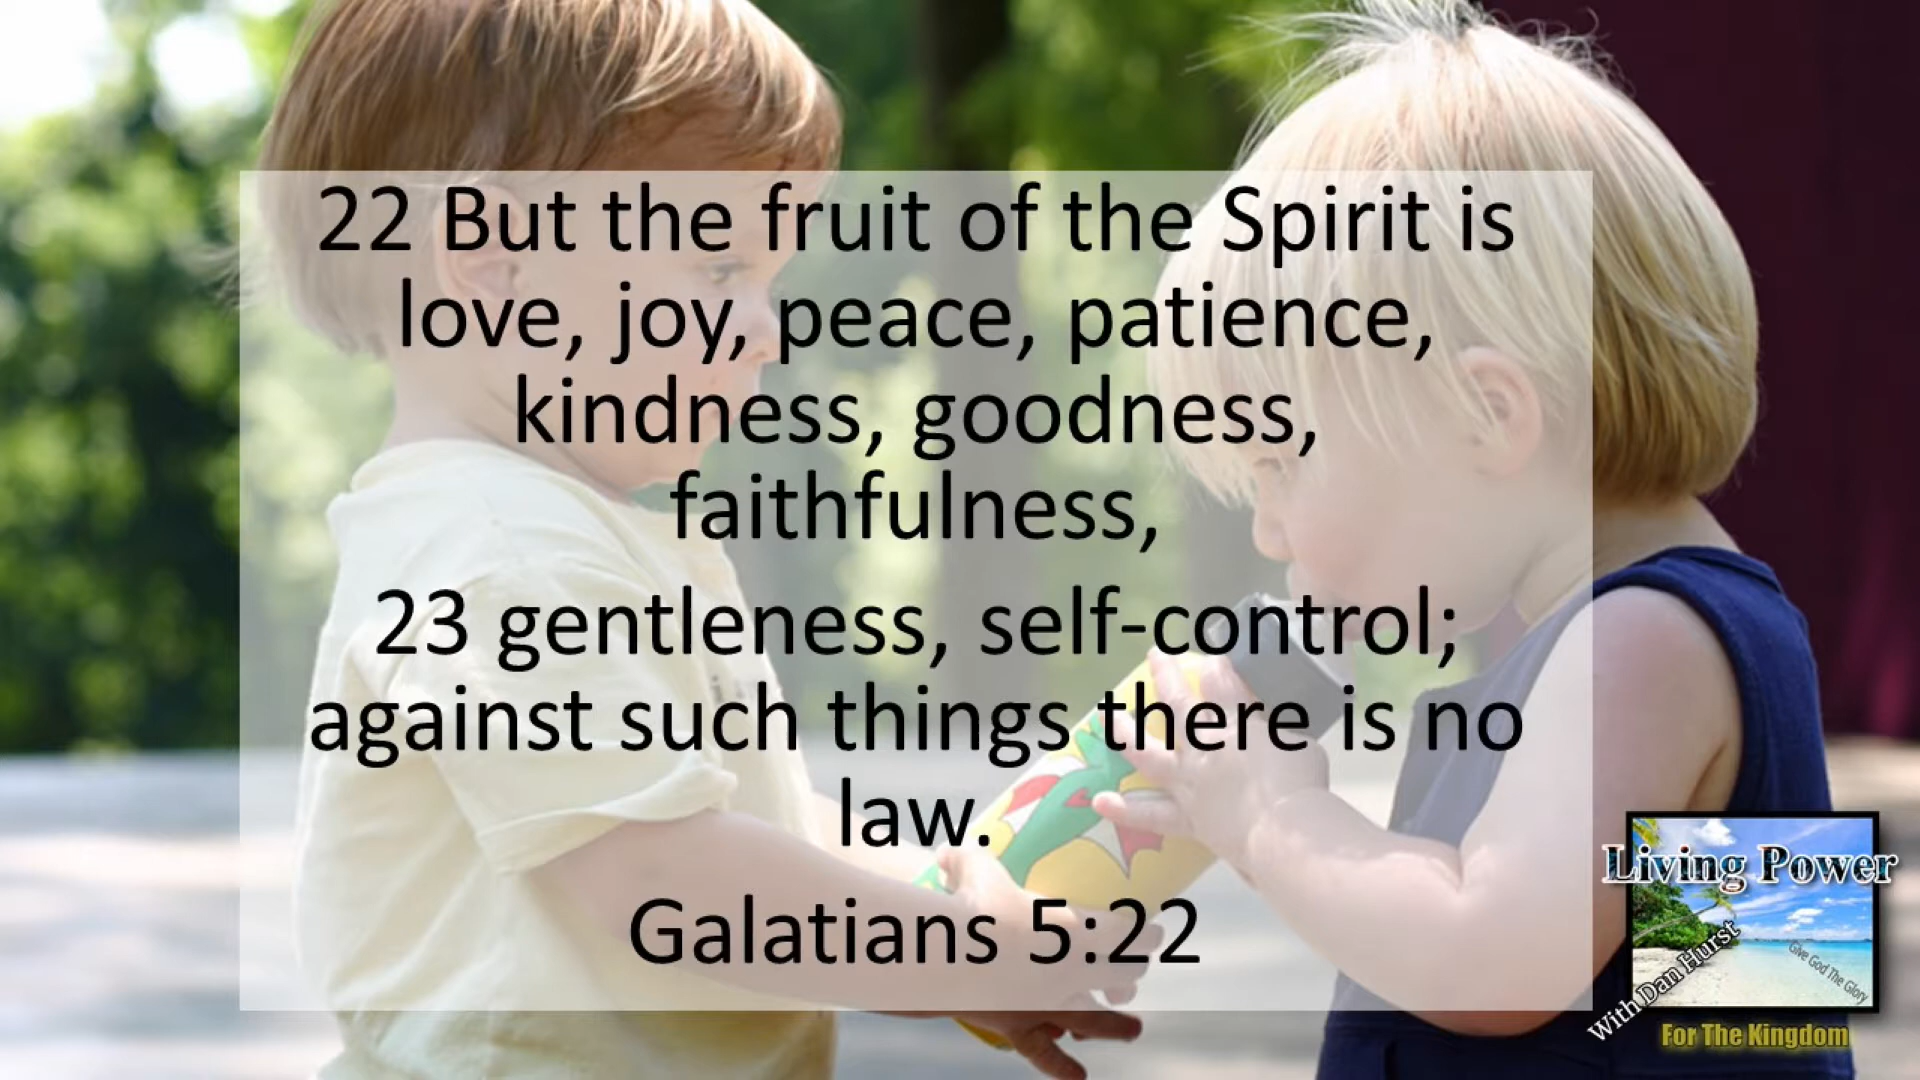 22 But the fruit of the Spirit is
love, joy, peace, patience,
kindness, goodness,
faithfulness,
23 gentleness, self-control;
against such things there is no
law.
Galatians 5:22
Living Power
With Dan Hurst
Give God The Glory
For The Kingdom